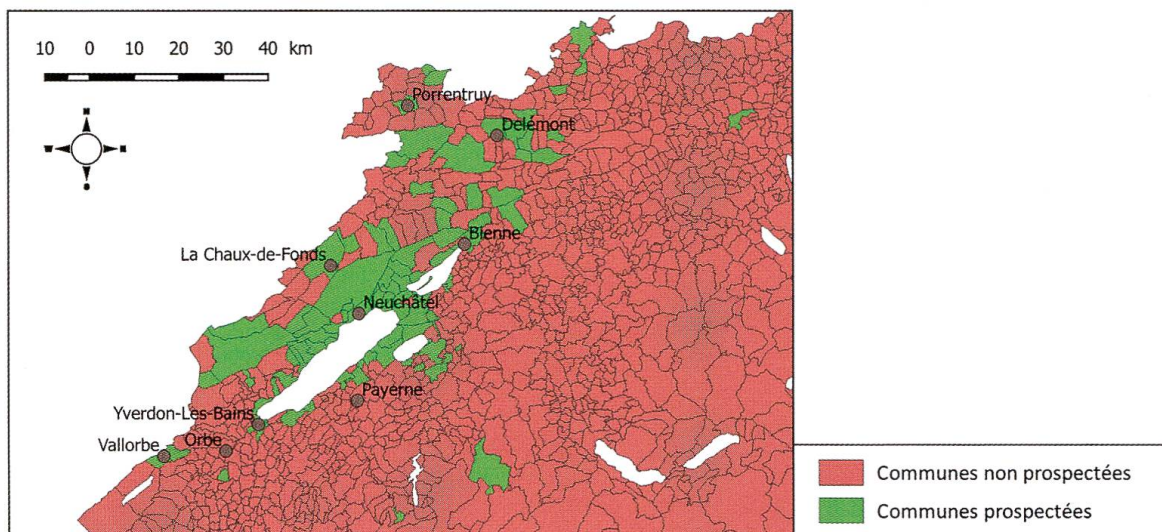 10 0 10 20 30 40 km
N
S
Porrentruy
Delémont
Bienne
La Chaux-de-Fonds
Neuchâtel
Payerne
Yverdon-Les-Bains
Vallorbe
Orbe
Communes non prospectées
Communes prospectées